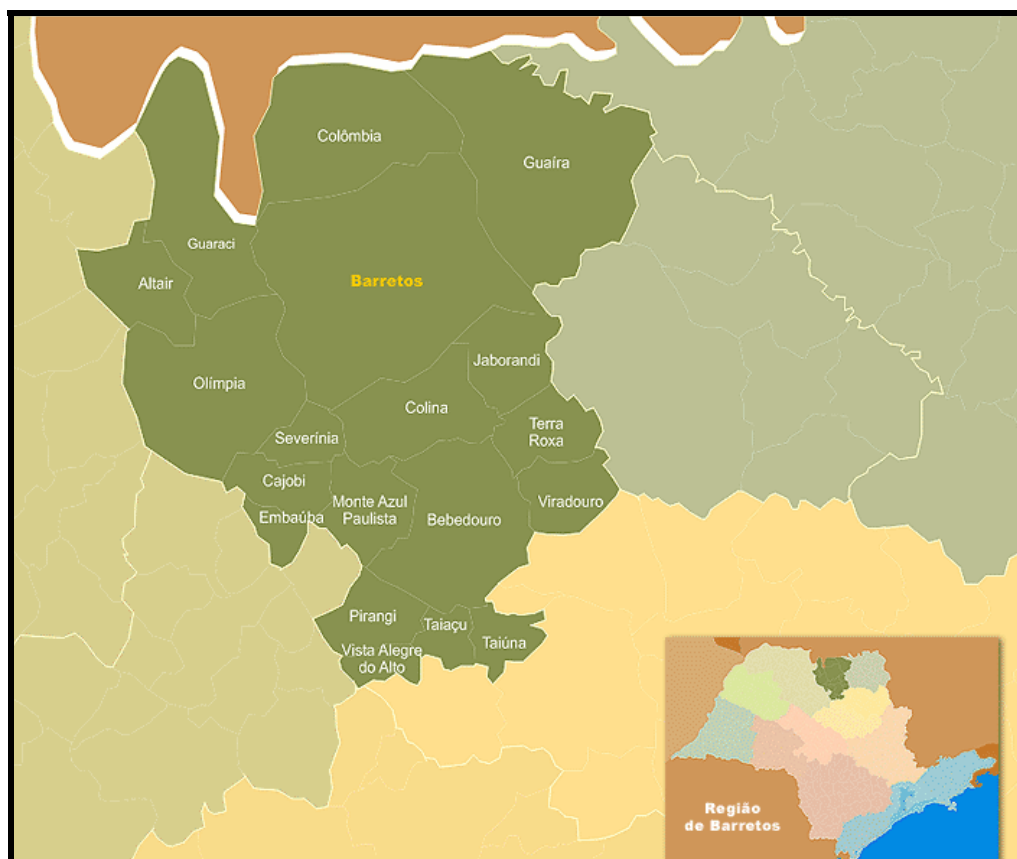 Colômbia
Guaíra
Guaraci
Altair
Barretos
Jaborandi
Olímpia
Colina
Severínia
Terra
Roxa
Cajobi
Monte Azul
Paulista
Viradouro
Embaúba
Bebedouro
Pirangi
Taiaçu
Taiúna
Vista Alegre
do Alto
Região
de Barretos